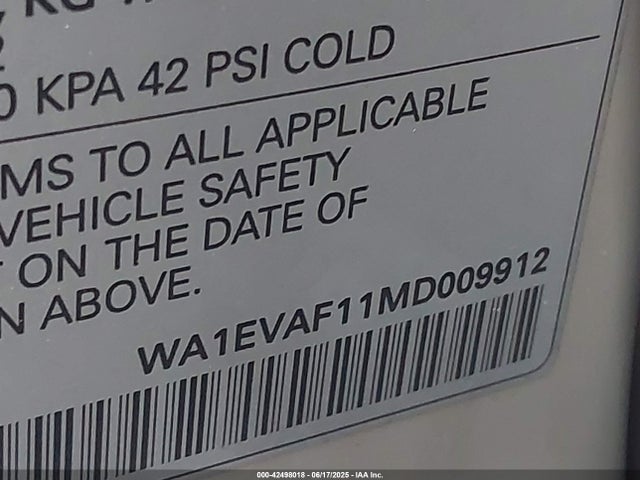 0 KPA 42 PSI COLD
MS TO ALL APPLICABLE
VEHICLE SAFETY
ON THE DATE OF
N ABOVE.
WA1EVAF11MD009912
000-42498018 - 06/17/2025 - IAA Inc.